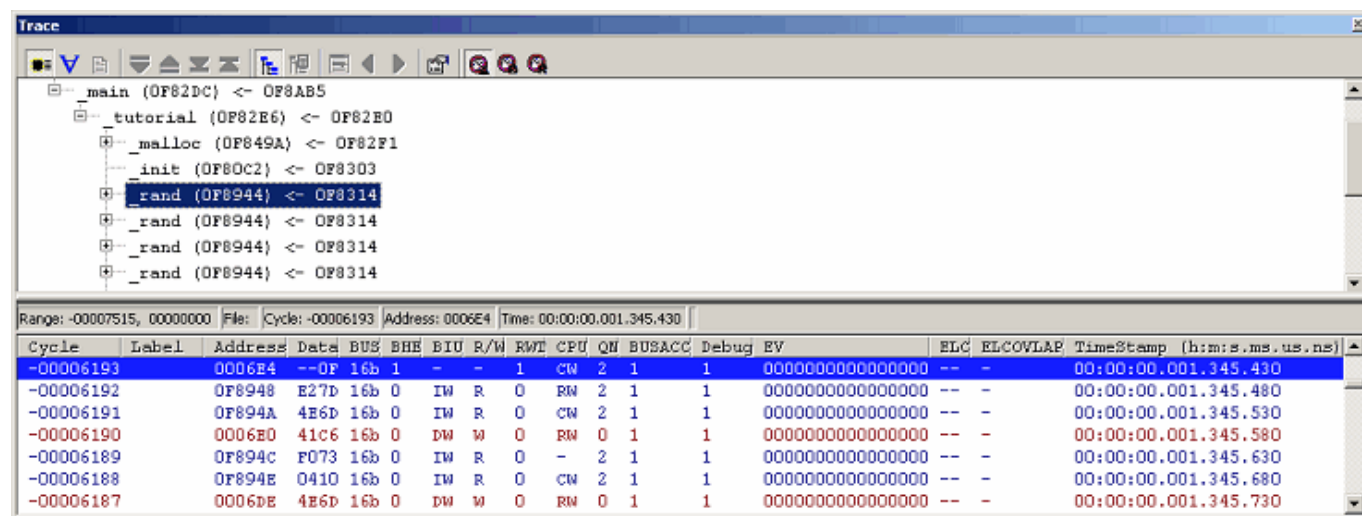 Trace
_main (0F82DC) <- 0F8AB5
_tutorial (0F82E6) <- 0F82E0
_malloc (0F849A) <- 0F82F1
_init (0F80C2) <- 0F8303
_rand (0F8944) <- 0F8314
_rand (0F8944) <- 0F8314
_rand (0F8944) <- 0F8314
_rand (0F8944) <- 0F8314
Range: -00007515, 00000000 File: Cycle: -00006193 Address: 0006E4 Time: 00:00:00.001.345.430
Cycle Label Address Data BUS BHE BIU R/W RWT CPU QN BUSACC Debug EV ELC ELCOVLAP TimeStamp (h:m:s.ms.us.ns)
-00006193 0006E4 --0F 16b 1 - - 1 CW 2 1 1 0000000000000000 -- - 00:00:00.001.345.430
-00006192 0F8948 E27D 16b 0 IW R 0 RW 2 1 1 0000000000000000 -- - 00:00:00.001.345.480
-00006191 0F894A 4E6D 16b 0 IW R 0 CW 2 1 1 0000000000000000 -- - 00:00:00.001.345.530
-00006190 0006E0 41C6 16b 0 DW W 0 RW 0 1 1 0000000000000000 -- - 00:00:00.001.345.580
-00006189 0F894C F073 16b 0 IW R 0 - 2 1 1 0000000000000000 -- - 00:00:00.001.345.630
-00006188 0F894E 0410 16b 0 IW R 0 CW 2 1 1 0000000000000000 -- - 00:00:00.001.345.680
-00006187 0006DE 4E6D 16b 0 DW W 0 RW 0 1 1 0000000000000000 -- - 00:00:00.001.345.730